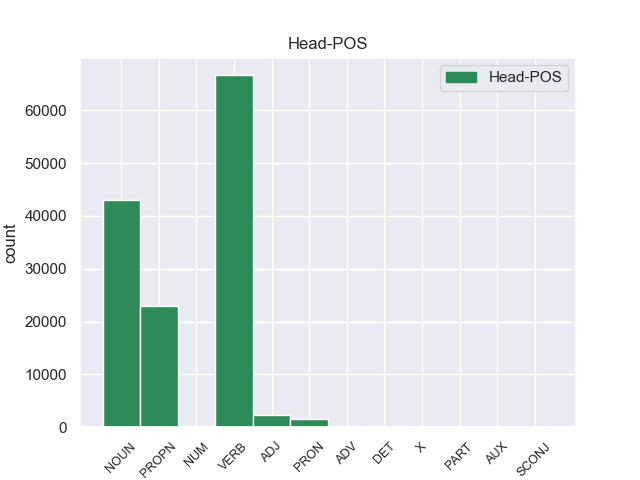 Head-POS
Head-POS
60000
50000
40000
30000
20000
10000
0
count
NOUN
PROPN
NUM
VERB
ADJ
PRON
ADV
DET
X
PART
AUX
SCONJ